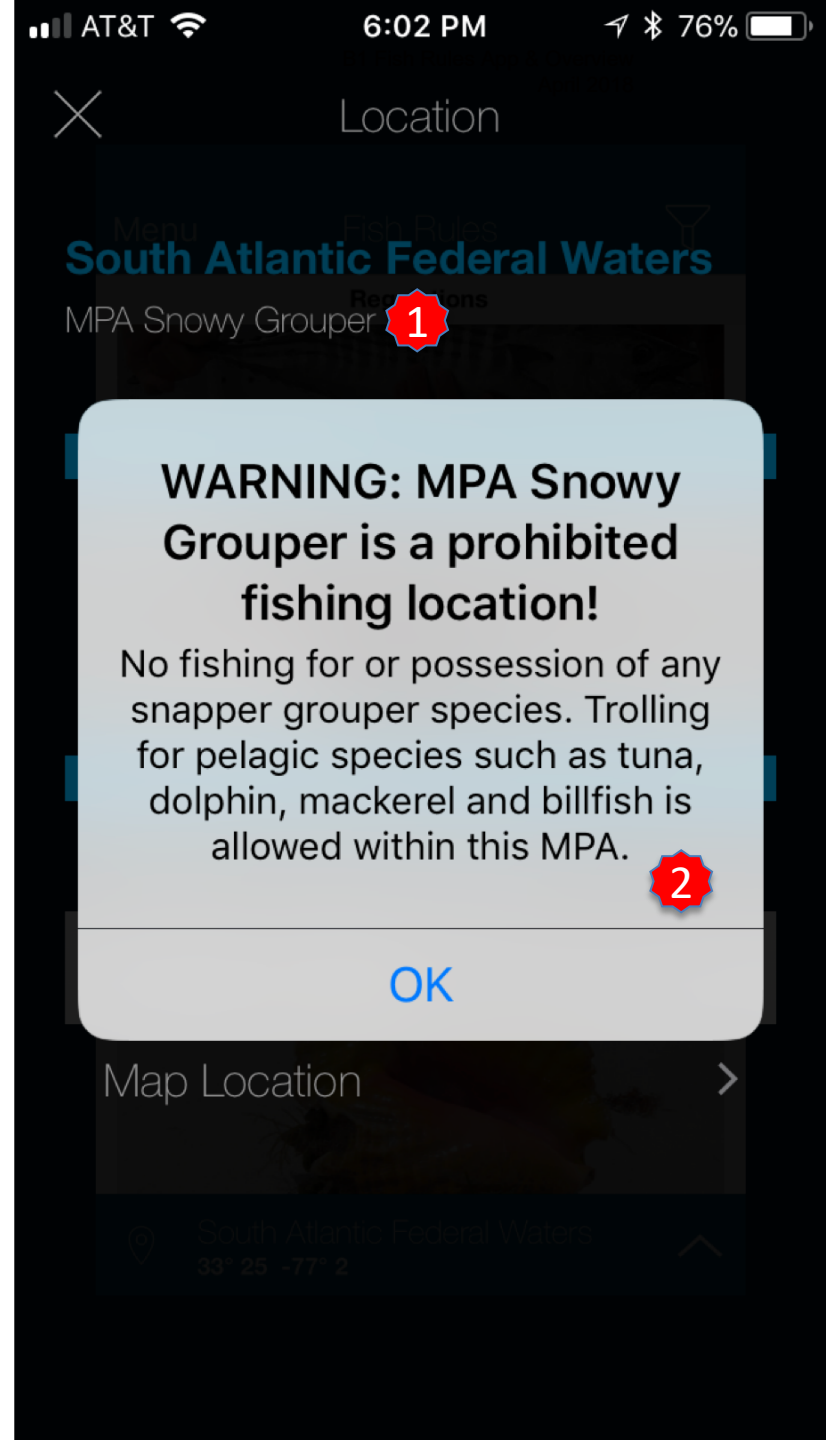 AT&T 6:02 PM 76%
Location
Menu Fish Rules
South Atlantic Federal Waters
MPA Snowy Grouper 1
WARNING: MPA Snowy
Grouper is a prohibited
fishing location!
No fishing for or possession of any
snapper grouper species. Trolling
for pelagic species such as tuna,
dolphin, mackerel and billfish is
allowed within this MPA.
2
OK
Map Location
South Atlantic Federal Waters
33° 25 -77° 2